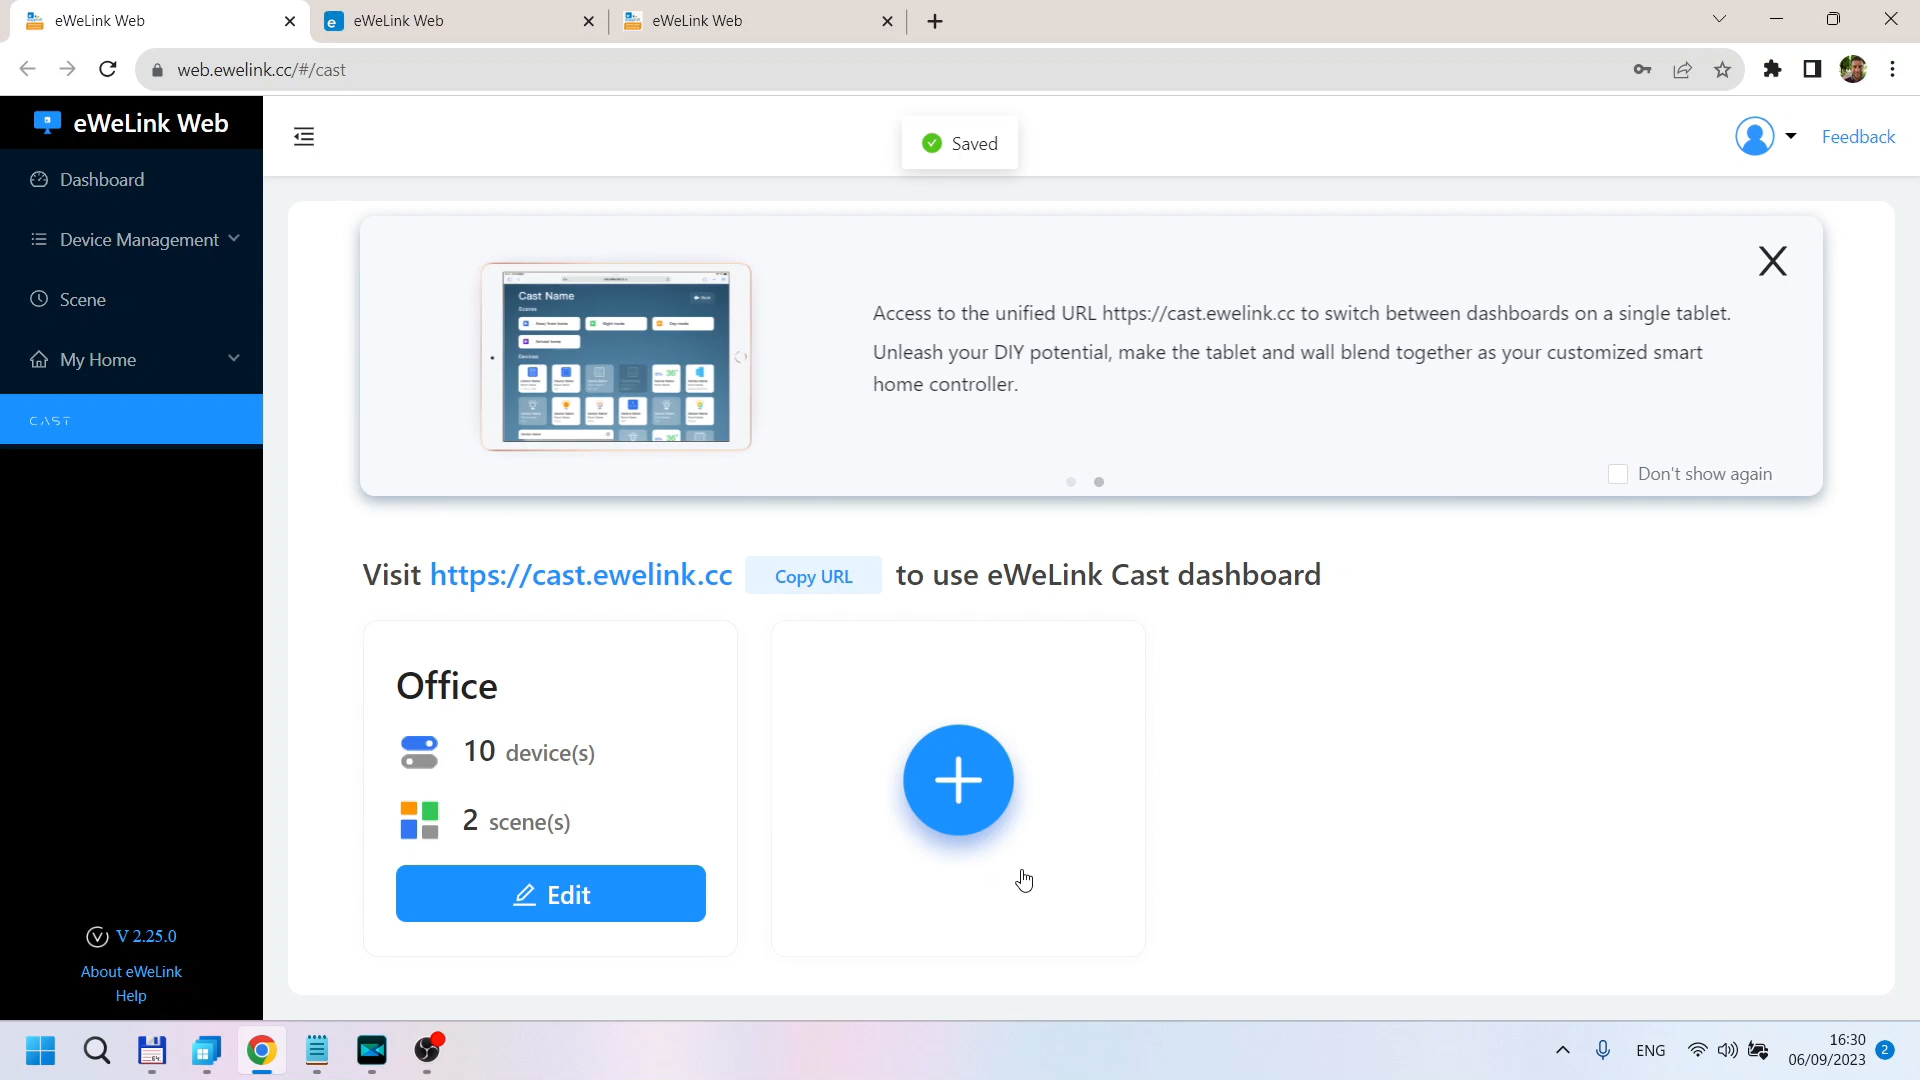 eWeLink Web
eWeLink Web
eWeLink Web
web.ewelink.cc/#/cast
eWeLink Web
Saved
Feedback
Dashboard
Device Management
Scene
My Home
CAST
Cast Name
Access to the unified URL https://cast.ewelink.cc to switch between dashboards on a single tablet.
Unleash your DIY potential, make the tablet and wall blend together as your customized smart
home controller.
Don't show again
Visit https://cast.ewelink.cc Copy URL to use eWeLink Cast dashboard
Office
10 device(s)
2 scene(s)
Edit
V 2.25.0
About eWeLink
Help
ENG
16:30
06/09/2023
2